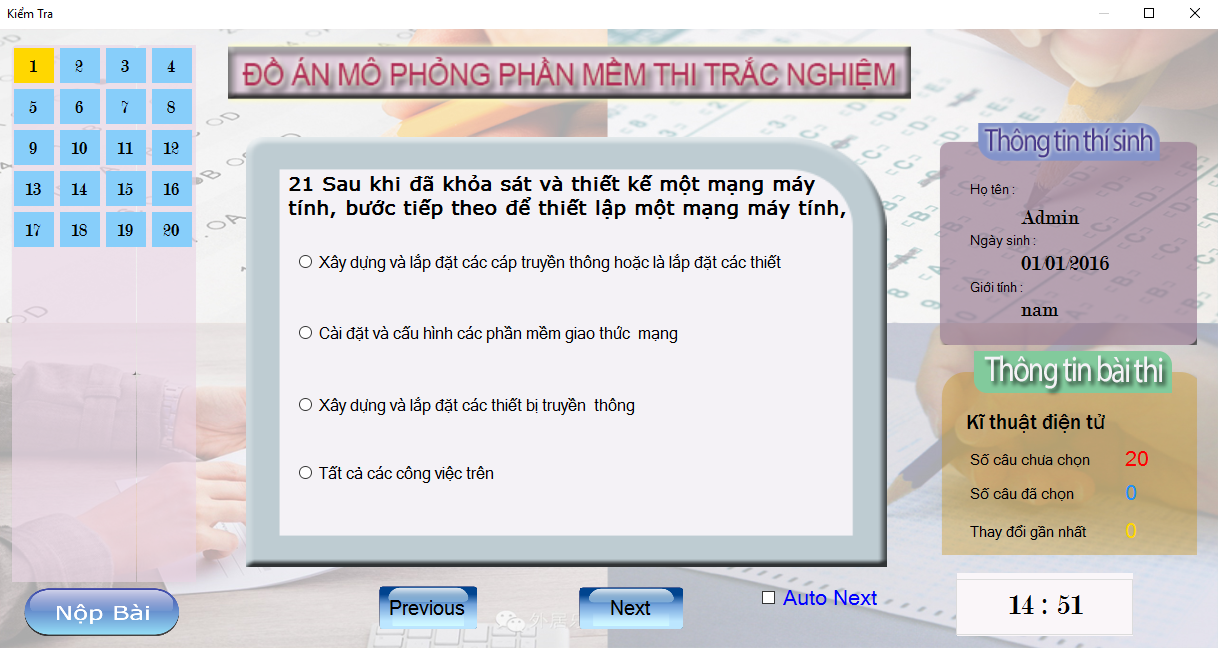 Kiểm Tra
ĐỒ ÁN MÔ PHỎNG PHẦN MỀM THI TRẮC NGHIỆM
1 2 3 4
5 6 7 8
9 10 11 12
13 14 15 16
17 18 19 20
21 Sau khi đã khỏa sát và thiết kế một mạng máy
tính, bước tiếp theo để thiết lập một mạng máy tính,
Xây dựng và lắp đặt các cáp truyền thông hoặc là lắp đặt các thiết
Cài đặt và cấu hình các phần mềm giao thức mạng
Xây dựng và lắp đặt các thiết bị truyền thông
Tất cả các công việc trên
Thông tin thí sinh
Họ tên :
Admin
Ngày sinh :
01/01/2016
Giới tính :
nam
Thông tin bài thi
Kĩ thuật điện tử
Số câu chưa chọn 20
Số câu đã chọn 0
Thay đổi gần nhất 0
Nộp Bài
Previous
Next
Auto Next
14 : 51